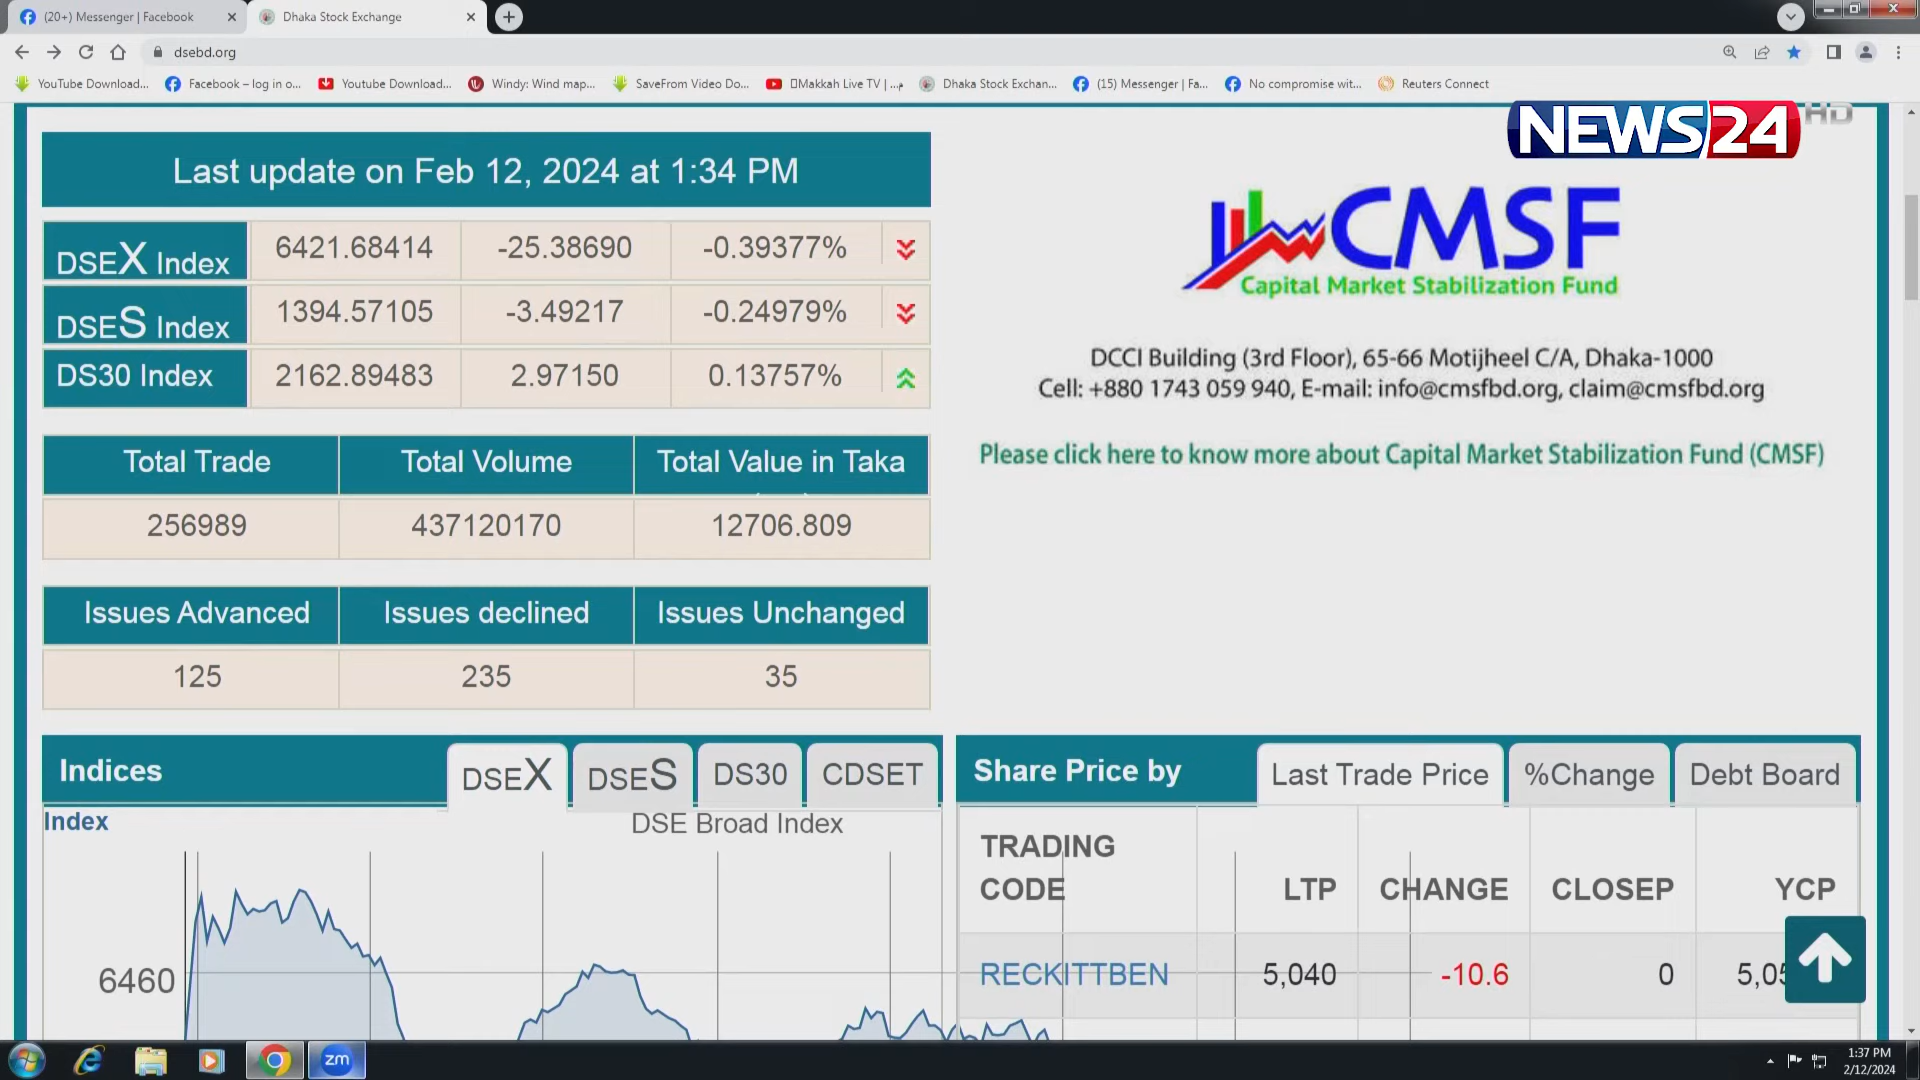 (20+) Messenger | Facebook
Dhaka Stock Exchange
dsebd.org
YouTube Download...
Facebook – log in o...
Youtube Download...
Windy: Wind map...
SaveFrom Video Do...
Makkah Live TV | ...
Dhaka Stock Exchan...
(15) Messenger | Fa...
No compromise wit...
Reuters Connect
NEWS24
HD
Last update on Feb 12, 2024 at 1:34 PM
DSEX Index 6421.68414 -25.38690 -0.39377%
DSES Index 1394.57105 -3.49217 -0.24979%
DS30 Index 2162.89483 2.97150 0.13757%
Total Trade Total Volume Total Value in Taka
256989 437120170 12706.809
Issues Advanced Issues declined Issues Unchanged
125 235 35
CMSF
Capital Market Stabilization Fund
DCCI Building (3rd Floor), 65-66 Motijheel C/A, Dhaka-1000
Cell: +880 1743 059 940, E-mail: info@cmsfbd.org, claim@cmsfbd.org
Please click here to know more about Capital Market Stabilization Fund (CMSF)
Indices DSEX DSES DS30 CDSET
Index DSE Broad Index
6460
Share Price by Last Trade Price %Change Debt Board
TRADING
CODE LTP CHANGE CLOSEP YCP
RECKITTBEN 5,040 -10.6 0
zm
1:37 PM
2/12/2024